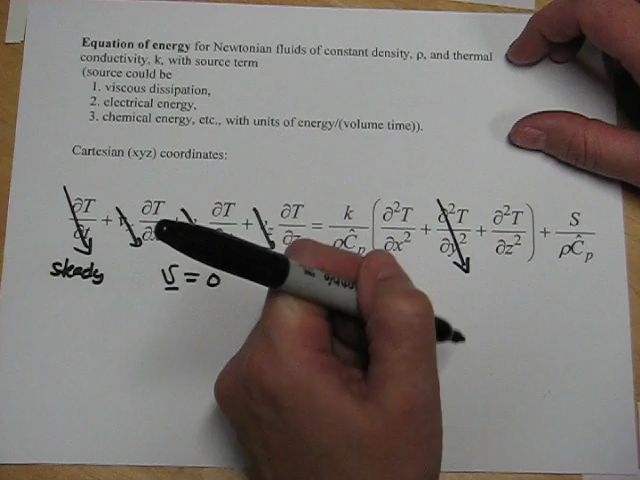 Equation of energy for Newtonian fluids of constant density, ρ, and thermal
conductivity, k, with source term
(source could be
1. viscous dissipation,
2. electrical energy,
3. chemical energy, etc., with units of energy/(volume time)).
Cartesian (xyz) coordinates:
∂T/∂t + ∂T/∂x + ∂T + ∂T/∂z = k/ρĈp (∂²T/∂x² + ∂²T/∂y² + ∂²T/∂z²) + S/ρĈp
steady v = 0